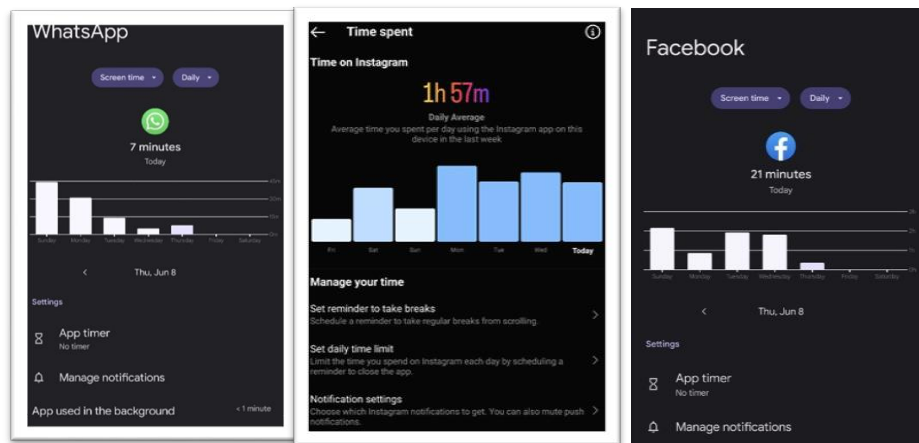 WhatsApp
Screen time
Daily
7 minutes
Today
45m
30m
15m
0m
Sunday Monday Tuesday Wednesday Thursday Friday Saturday
Thu, Jun 8
Settings
App timer
No timer
Manage notifications
App used in the background
< 1 minute
Time spent
Time on Instagram
1h 57m
Daily Average
Average time you spent per day using the Instagram app on this
device in the last week
Fri Sat Sun Mon Tue Wed Today
Manage your time
Set reminder to take breaks
Schedule a reminder to take regular breaks from scrolling.
Set daily time limit
Limit the time you spend on Instagram each day by scheduling a
reminder to close the app.
Notification settings
Choose which Instagram notifications to get. You can also mute push
notifications.
Facebook
Screen time
Daily
21 minutes
Today
Sunday Monday Tuesday Wednesday Thursday Friday Saturday
Thu, Jun 8
Settings
App timer
No timer
Manage notifications